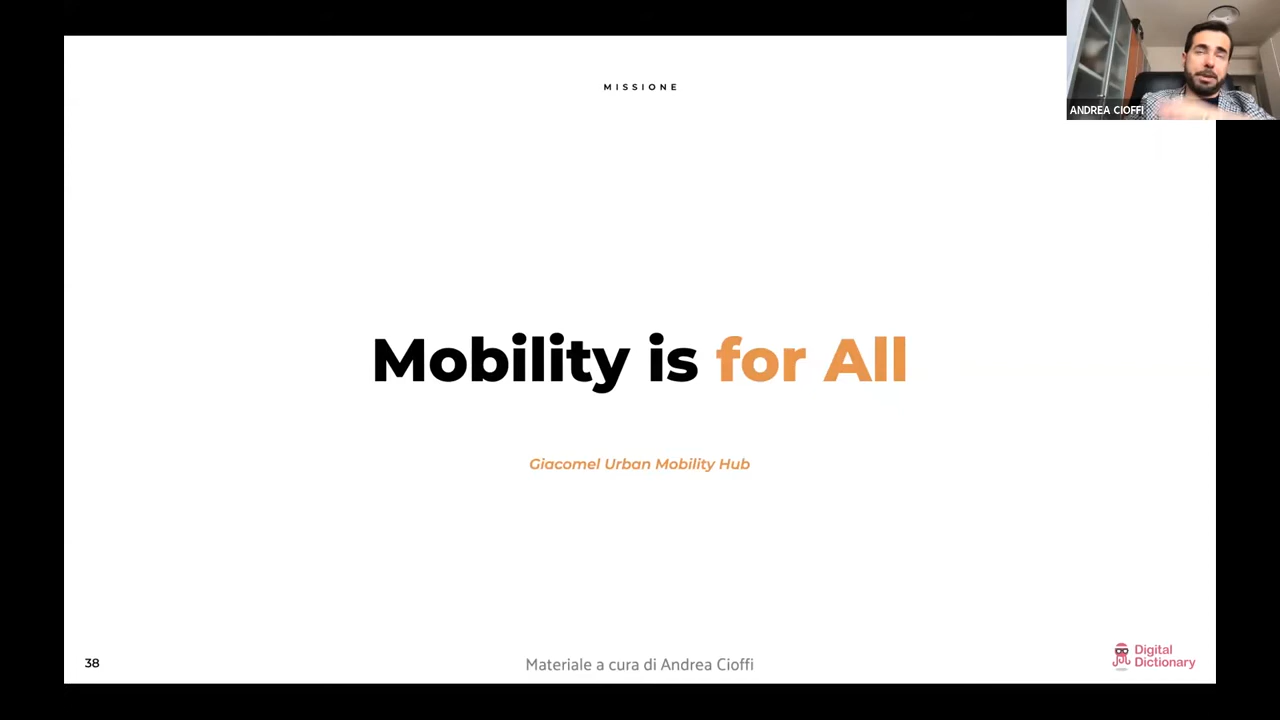 MISSIONE
ANDREA CIOFFI
Mobility is for All
Giacomel Urban Mobility Hub
38
Materiale a cura di Andrea Cioffi
Digital
Dictionary